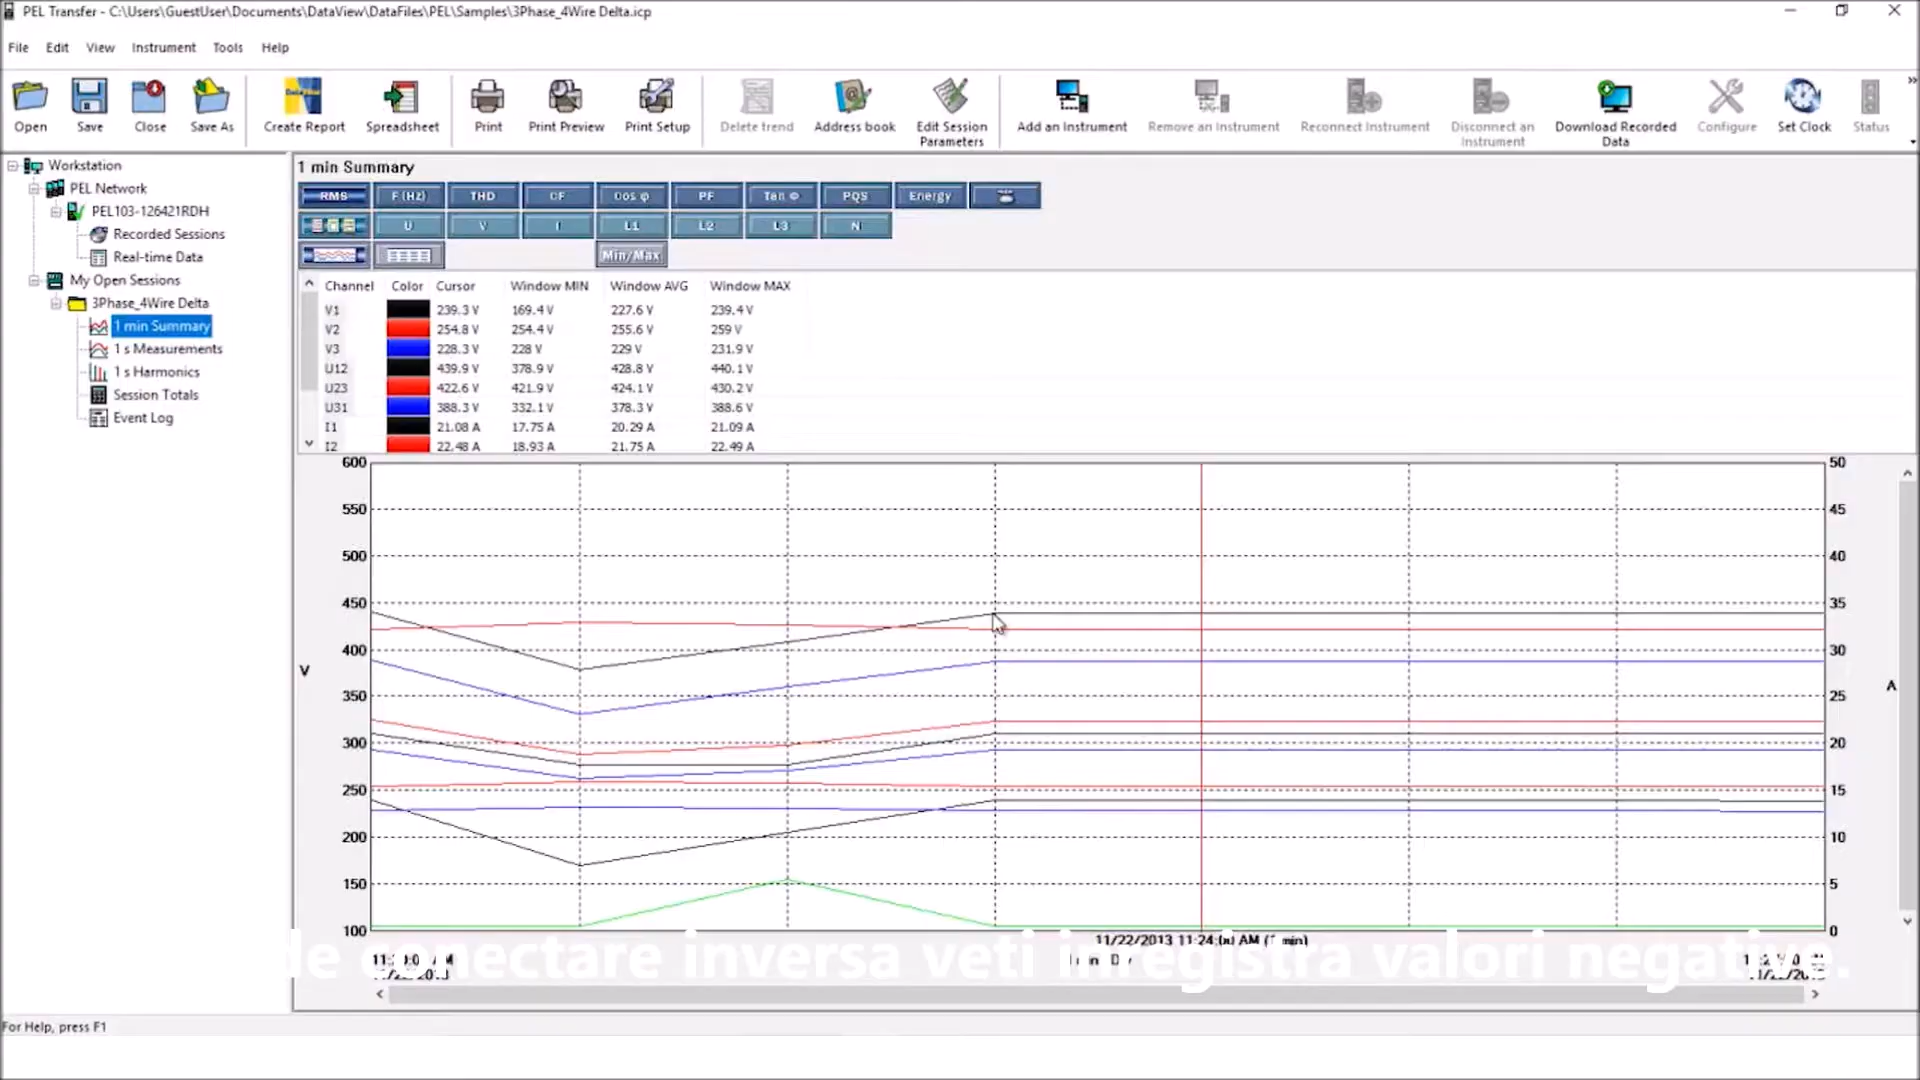 PEL Transfer - C:\Users\GuestUser\Documents\DataView\DataFiles\PEL\Samples\3Phase_4Wire Delta.icp
File Edit View Instrument Tools Help
Open Save Close Save As Create Report Spreadsheet Print Print Preview Print Setup Delete trend Address book Edit Session Parameters Add an Instrument Remove an Instrument Reconnect Instrument Disconnect an Instrument Download Recorded Data Configure Set Clock Status
Workstation
PEL Network
PEL103-126421RDH
Recorded Sessions
Real-time Data
My Open Sessions
3Phase_4Wire Delta
1 min Summary
1 s Measurements
1 s Harmonics
Session Totals
Event Log
1 min Summary
RMS F (Hz) THD CF Cos φ PF Tan Φ PQS Energy
U V I L1 L2 L3 N
Min/Max
Channel Color Cursor Window MIN Window AVG Window MAX
V1 239.3 V 169.4 V 227.6 V 239.4 V
V2 254.8 V 254.4 V 255.6 V 259 V
V3 228.3 V 228 V 229 V 231.9 V
U12 439.9 V 378.9 V 428.8 V 440.1 V
U23 422.6 V 421.9 V 424.1 V 430.2 V
U31 388.3 V 332.1 V 378.3 V 388.6 V
I1 21.08 A 17.75 A 20.29 A 21.09 A
I2 22.48 A 18.93 A 21.75 A 22.49 A
600 50
550 45
500 40
450 35
400 30
V A
350 25
300 20
250 15
200 10
150 5
100 0
11/22/2013 11:24 AM (1 min)
de conectare inversa veti inregistra valori negative.
For Help, press F1